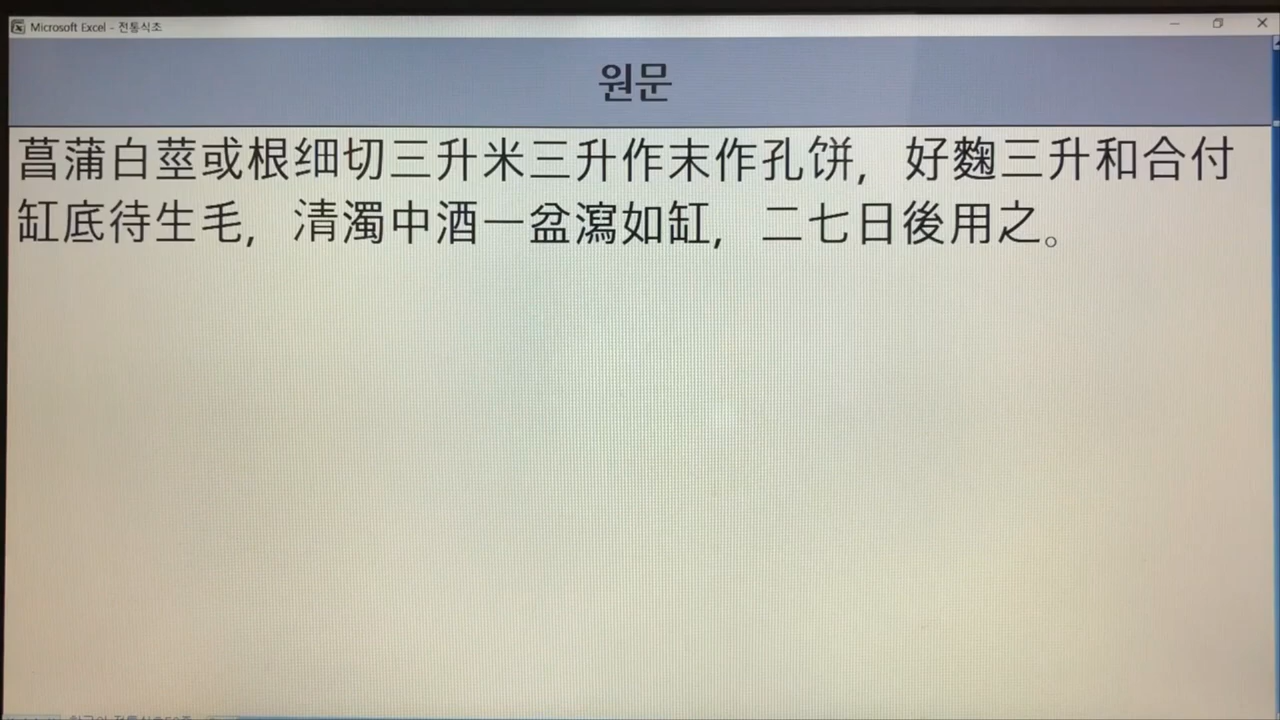 Microsoft Excel - 전통식초
원문
菖蒲白莖或根细切三升米三升作末作孔饼，好麴三升和合付
缸底待生毛，清濁中酒一盆瀉如缸，二七日後用之。